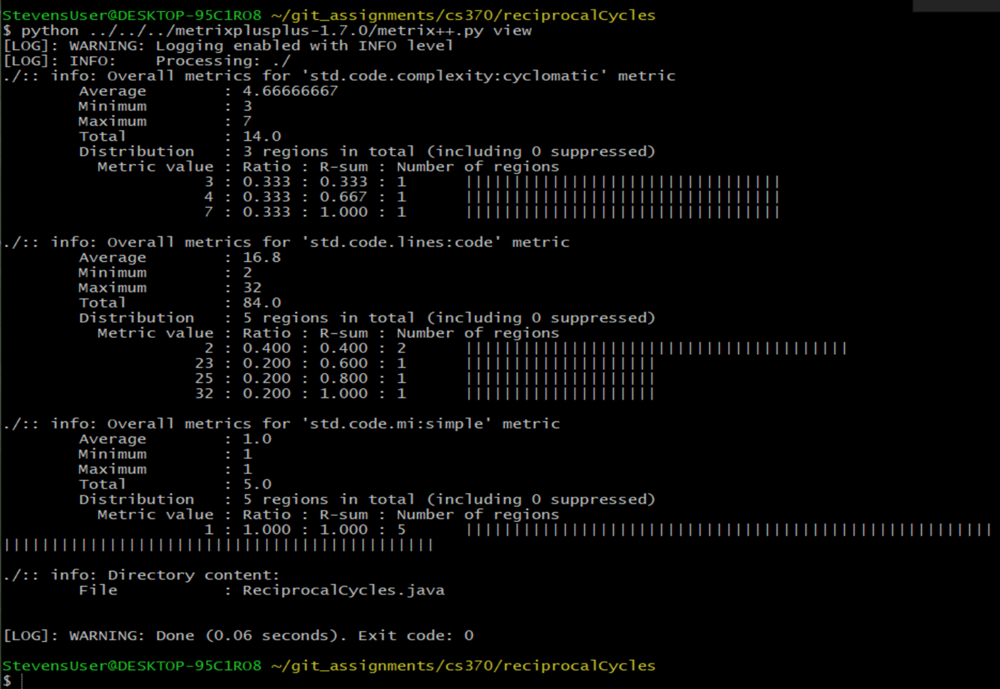 StevensUser@DESKTOP-95C1RO8 ~/git_assignments/cs370/reciprocalCycles
$ python ../../../metrixplusplus-1.7.0/metrix++.py view
[LOG]: WARNING: Logging enabled with INFO level
[LOG]: INFO:    Processing: ./
./:: info: Overall metrics for 'std.code.complexity:cyclomatic' metric
        Average        : 4.66666667
        Minimum        : 3
        Maximum        : 7
        Total          : 14.0
        Distribution   : 3 regions in total (including 0 suppressed)
          Metric value : Ratio : R-sum : Number of regions
                     3 : 0.333 : 0.333 : 1      |||||||||||||||||||||||||||||||||
                     4 : 0.333 : 0.667 : 1      |||||||||||||||||||||||||||||||||
                     7 : 0.333 : 1.000 : 1      |||||||||||||||||||||||||||||||||
./:: info: Overall metrics for 'std.code.lines:code' metric
        Average        : 16.8
        Minimum        : 2
        Maximum        : 32
        Total          : 84.0
        Distribution   : 5 regions in total (including 0 suppressed)
          Metric value : Ratio : R-sum : Number of regions
                     2 : 0.400 : 0.400 : 2      ||||||||||||||||||||||||||||||||||||||||
                    23 : 0.200 : 0.600 : 1      ||||||||||||||||||||
                    25 : 0.200 : 0.800 : 1      ||||||||||||||||||||
                    32 : 0.200 : 1.000 : 1      ||||||||||||||||||||
./:: info: Overall metrics for 'std.code.mi:simple' metric
        Average        : 1.0
        Minimum        : 1
        Maximum        : 1
        Total          : 5.0
        Distribution   : 5 regions in total (including 0 suppressed)
          Metric value : Ratio : R-sum : Number of regions
                     1 : 1.000 : 1.000 : 5      |||||||||||||||||||||||||||||||||||||||||||||||||||||||
|||||||||||||||||||||||||||||||||||||||||||||
./:: info: Directory content:
        File           : ReciprocalCycles.java
[LOG]: WARNING: Done (0.06 seconds). Exit code: 0
StevensUser@DESKTOP-95C1RO8 ~/git_assignments/cs370/reciprocalCycles
$